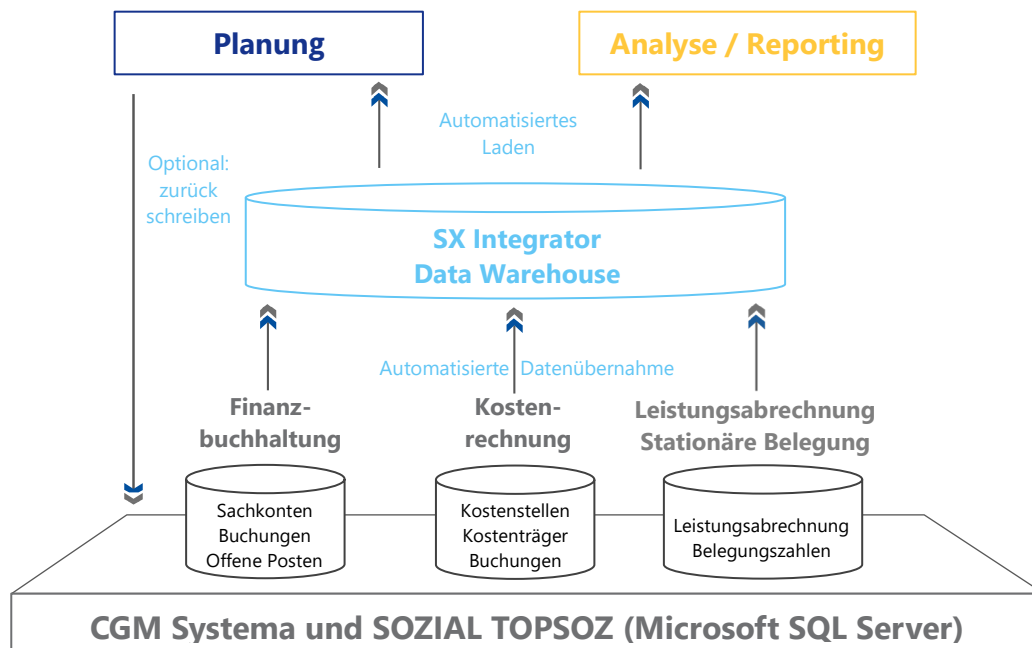 Planung
Analyse / Reporting
Automatisiertes
Laden
Optional:
zurück
schreiben
SX Integrator
Data Warehouse
Automatisierte Datenübernahme
Finanz-
buchhaltung
Kosten-
rechnung
Leistungsabrechnung
Stationäre Belegung
Sachkonten
Buchungen
Offene Posten
Kostenstellen
Kostenträger
Buchungen
Leistungsabrechnung
Belegungszahlen
CGM Systema und SOZIAL TOPSOZ (Microsoft SQL Server)